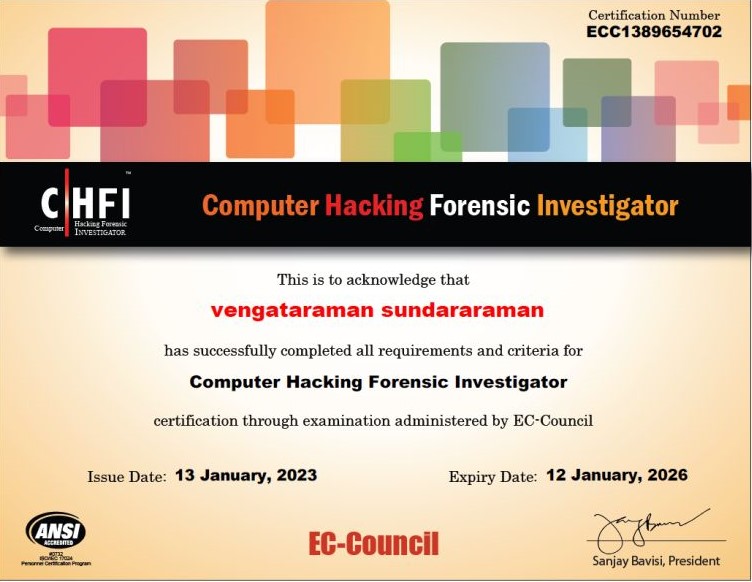 Certification Number
ECC1389654702
CHFI™
Computer
Hacking Forensic
INVESTIGATOR
Computer Hacking Forensic Investigator
This is to acknowledge that
vengataraman sundararaman
has successfully completed all requirements and criteria for
Computer Hacking Forensic Investigator
certification through examination administered by EC-Council
Issue Date: 13 January, 2023
Expiry Date: 12 January, 2026
ANSI
ACCREDITED
#0732
ISO/IEC 17024
Personnel Certification Program
EC-Council
Sanjay Bavisi, President